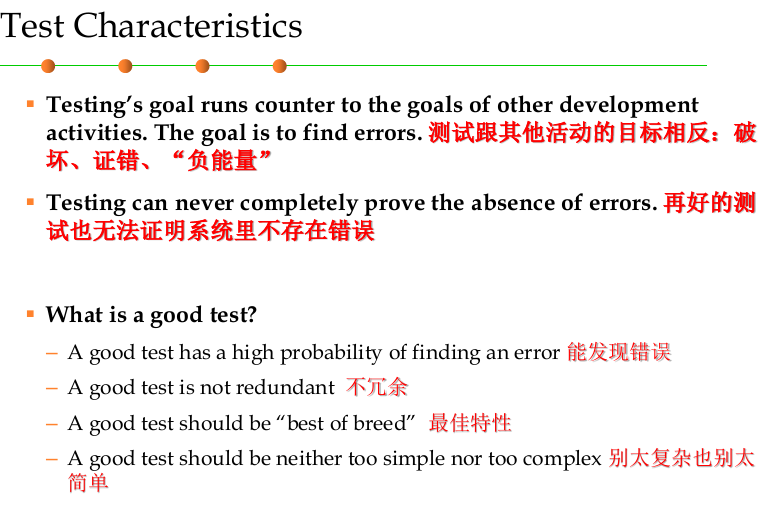 Test Characteristics
Testing’s goal runs counter to the goals of other development
activities. The goal is to find errors. 测试跟其他活动的目标相反：破
坏、证错、“负能量”
Testing can never completely prove the absence of errors. 再好的测
试也无法证明系统里不存在错误
What is a good test?
– A good test has a high probability of finding an error 能发现错误
– A good test is not redundant 不冗余
– A good test should be “best of breed” 最佳特性
– A good test should be neither too simple nor too complex 别太复杂也别太
简单